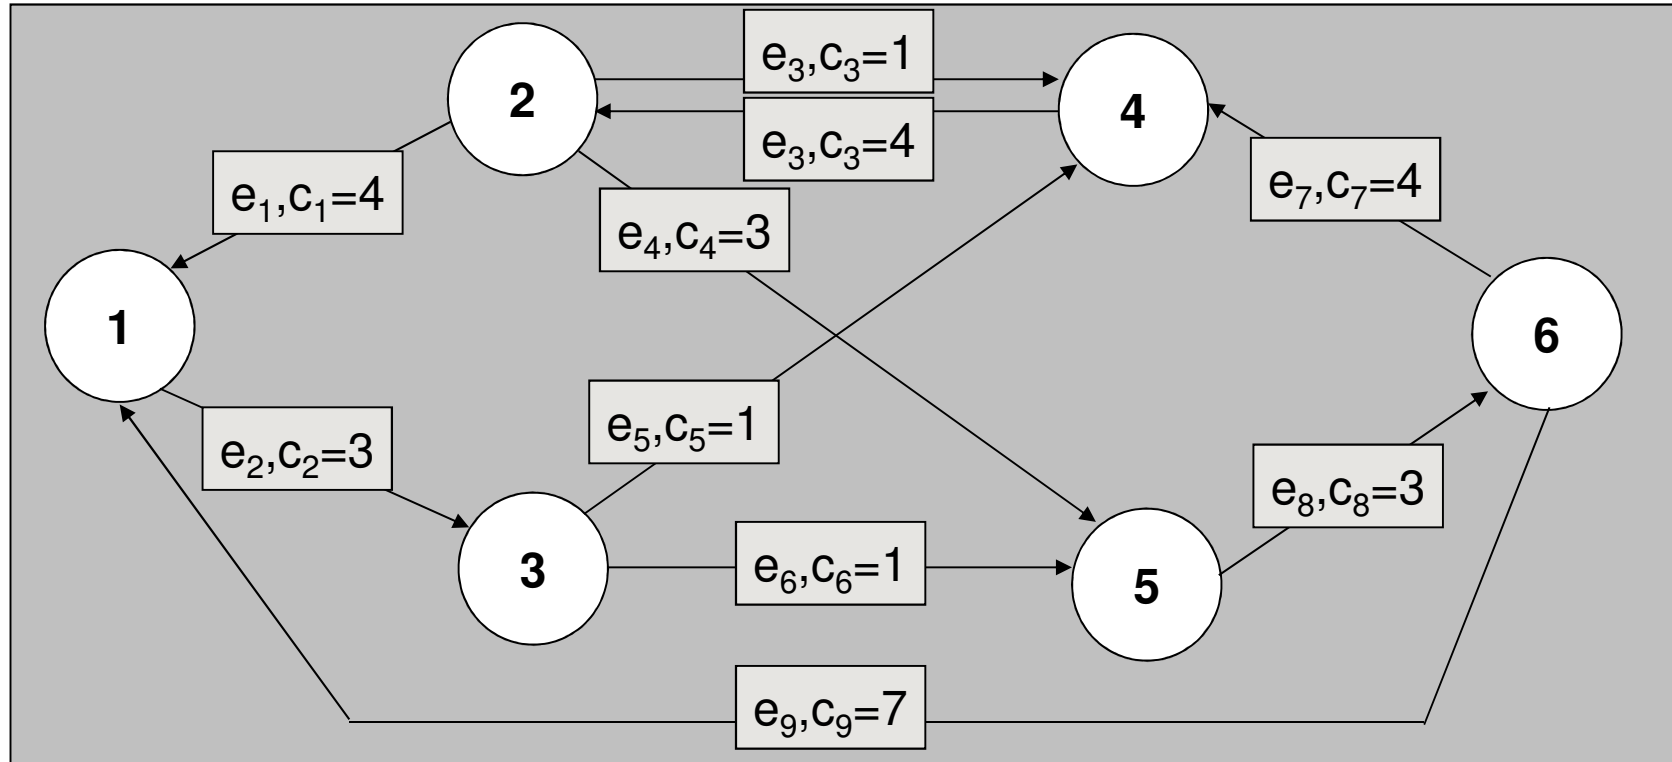 e₃,c₃=1
2
4
e₃,c₃=4
e₇,c₇=4
e₁,c₁=4
e₄,c₄=3
1
6
e₅,c₅=1
e₂,c₂=3
e₈,c₈=3
3
e₆,c₆=1
5
e₉,c₉=7